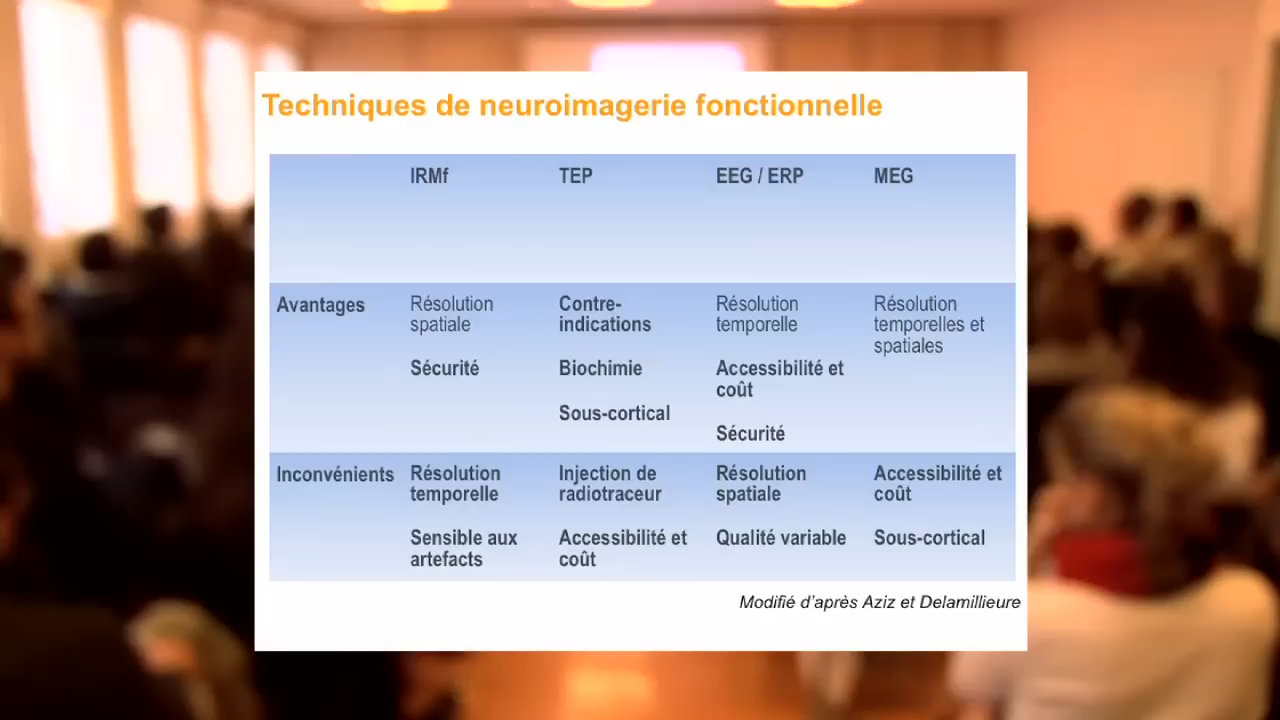 Techniques de neuroimagerie fonctionnelle
IRMf TEP EEG / ERP MEG
Avantages Résolution Contre- Résolution Résolution
spatiale indications temporelle temporelles et
spatiales
Sécurité Biochimie Accessibilité et
coût
Sous-cortical
Sécurité
Inconvénients Résolution Injection de Résolution Accessibilité et
temporelle radiotraceur spatiale coût
Sensible aux Accessibilité et Qualité variable Sous-cortical
artefacts coût
Modifié d'après Aziz et Delamillieure